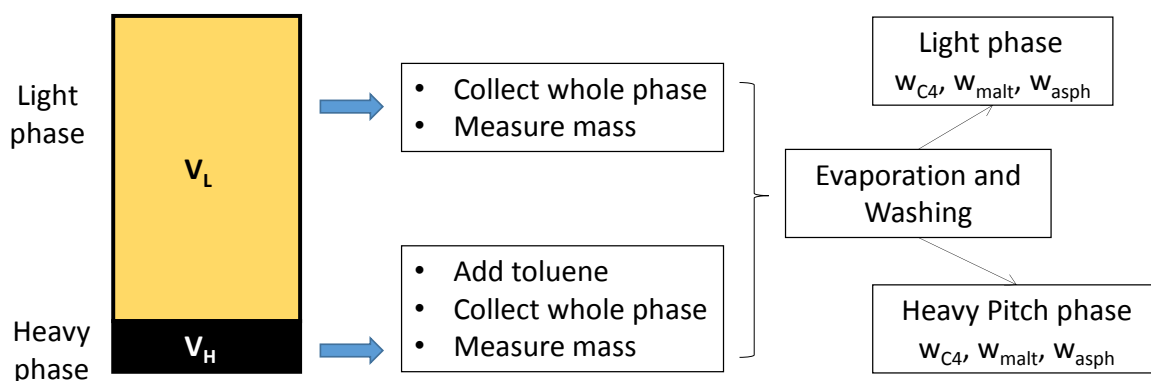 Light
phase
V_L
Heavy
phase
V_H
• Collect whole phase
• Measure mass
• Add toluene
• Collect whole phase
• Measure mass
Evaporation and
Washing
Light phase
w_C4, w_malt, w_asph
Heavy Pitch phase
w_C4, w_malt, w_asph